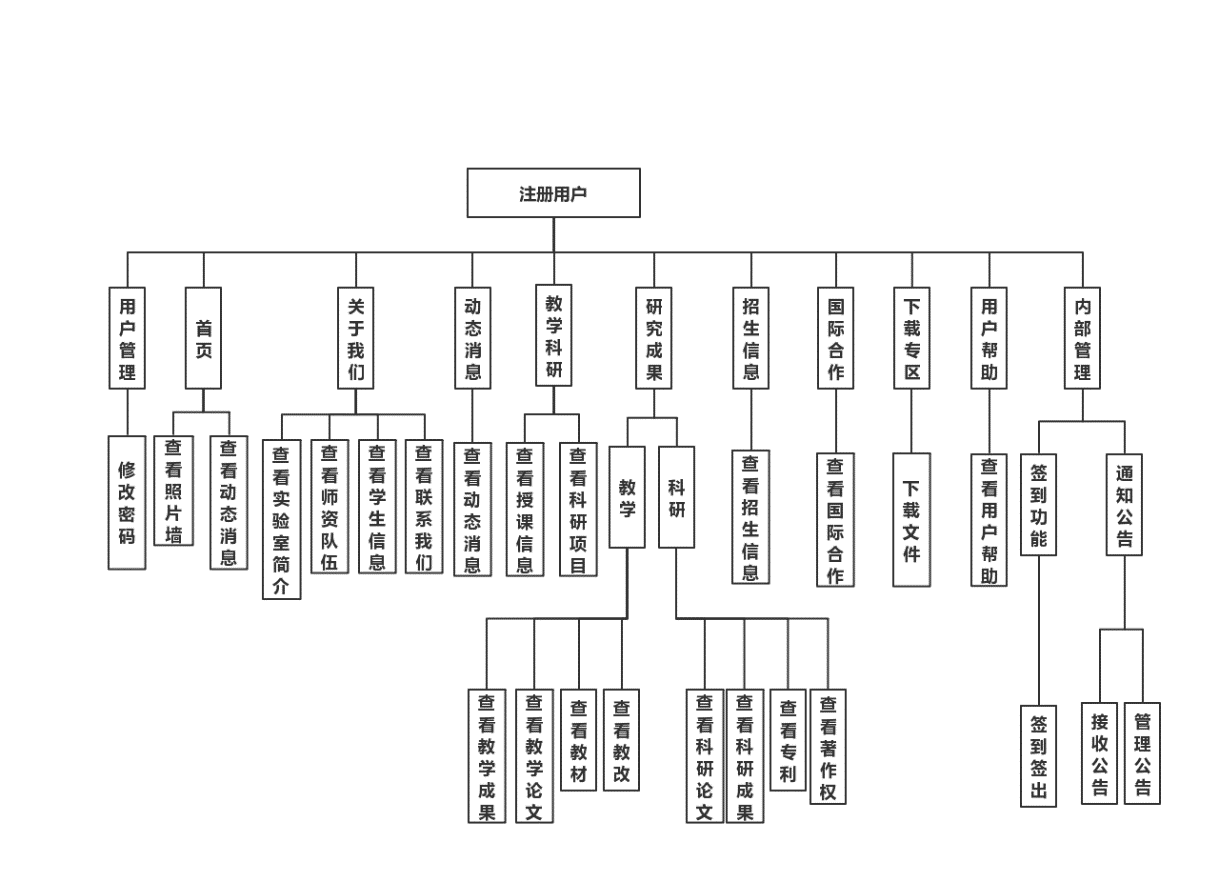 注册用户
用户管理
首页
关于我们
动态消息
教学科研
研究成果
招生信息
国际合作
下载专区
用户帮助
内部管理
修改密码
查看照片墙
查看动态消息
查看实验室简介
查看师资队伍
查看学生信息
查看联系我们
查看动态消息
查看授课信息
查看科研项目
教学
科研
查看招生信息
查看国际合作
下载文件
查看用户帮助
签到功能
通知公告
查看教学成果
查看教学论文
查看教材
查看教改
查看科研论文
查看科研成果
查看专利
查看著作权
签到签出
接收公告
管理公告